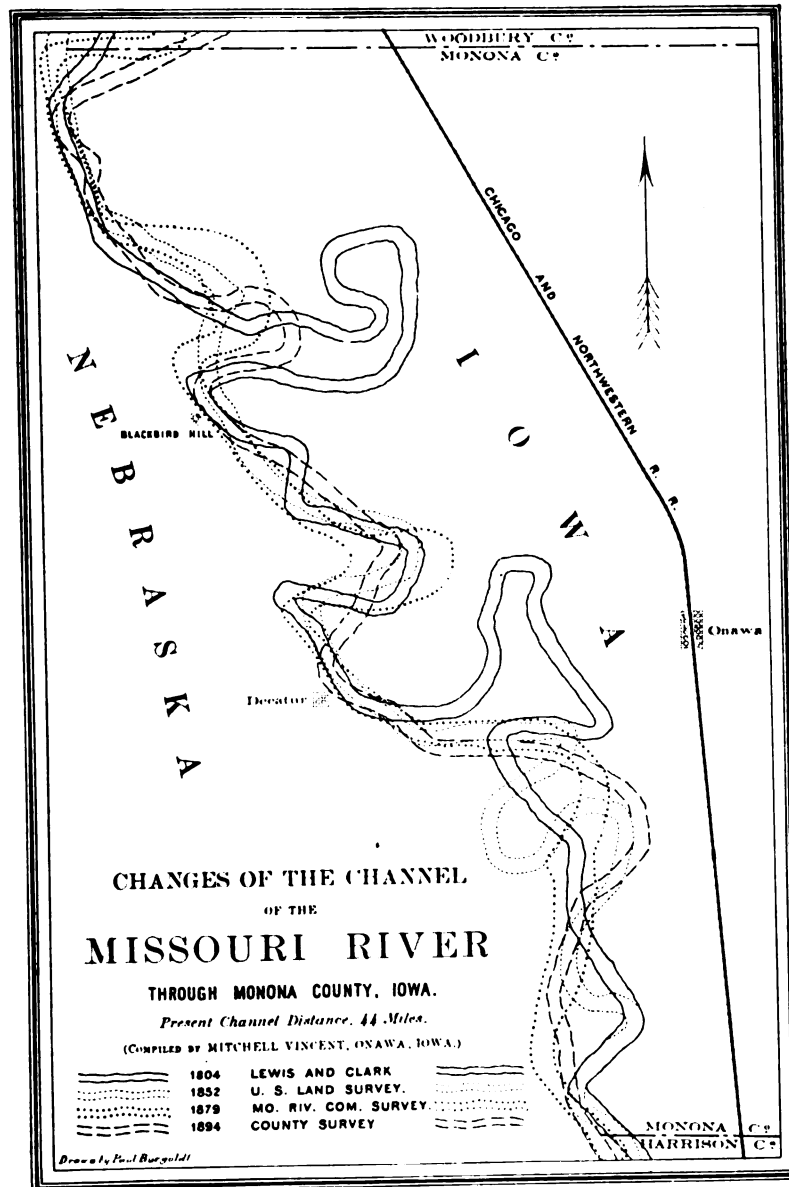 WOODBURY Co.
MONONA Co.
CHICAGO AND NORTHWESTERN R. R.
NEBRASKA
IOWA
BLACKBIRD HILL
Onawa
Decatur
CHANGES OF THE CHANNEL
OF THE
MISSOURI RIVER
THROUGH MONONA COUNTY, IOWA.
Present Channel Distance, 44 Miles.
(COMPILED BY MITCHELL VINCENT, ONAWA, IOWA.)
1804 LEWIS AND CLARK
1852 U. S. LAND SURVEY.
1879 MO. RIV. COM. SURVEY.
1894 COUNTY SURVEY
MONONA Co.
HARRISON Co.
Drawn by Paul Burgoldt